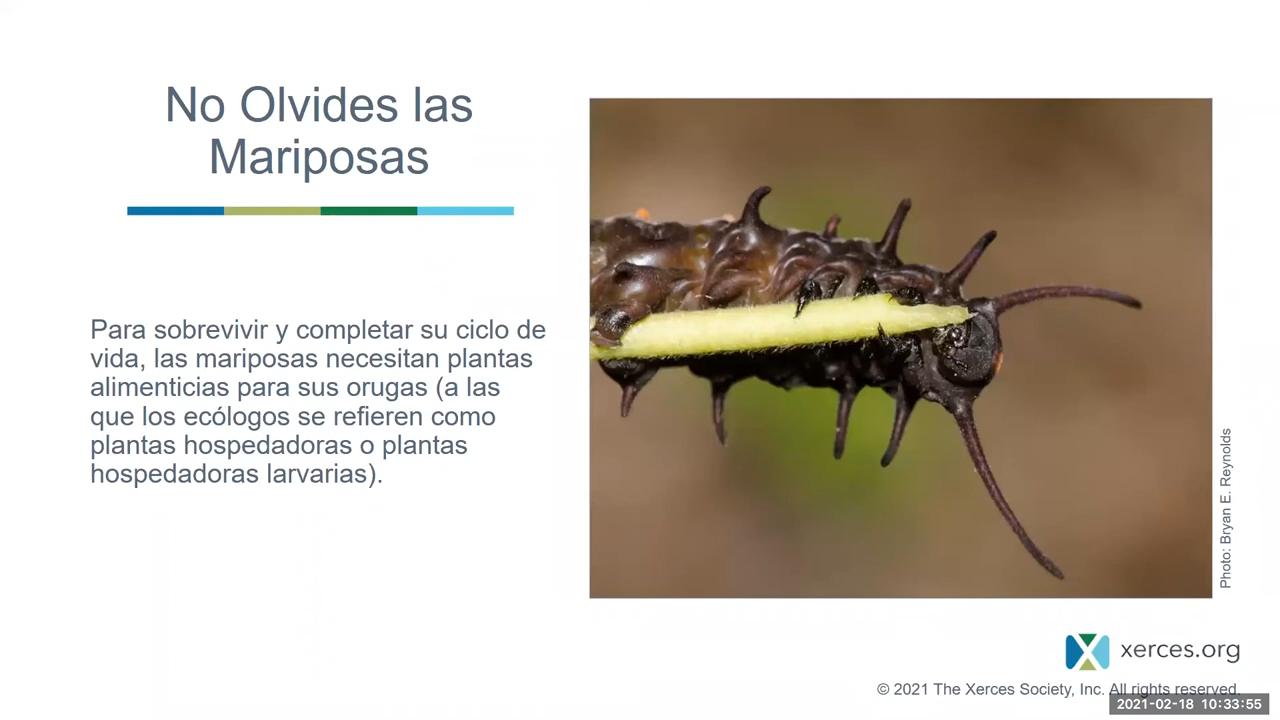 No Olvides las
Mariposas
Para sobrevivir y completar su ciclo de
vida, las mariposas necesitan plantas
alimenticias para sus orugas (a las
que los ecólogos se refieren como
plantas hospedadoras o plantas
hospedadoras larvarias).
Photo: Bryan E. Reynolds
xerces.org
© 2021 The Xerces Society, Inc. All rights reserved.
2021-02-18 10:33:55